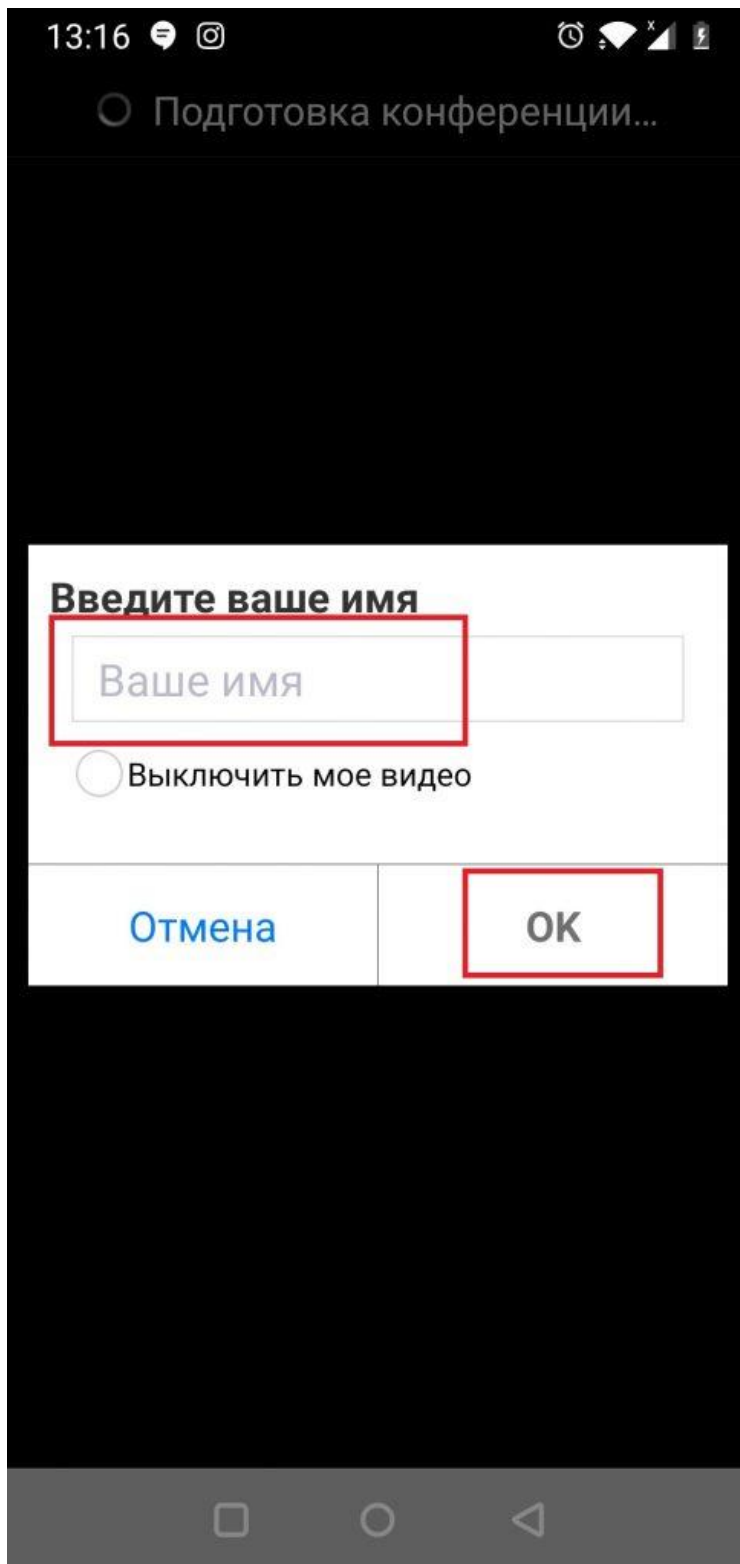 13:16
Подготовка конференции...
Введите ваше имя
Ваше имя
Выключить мое видео
Отмена
OK